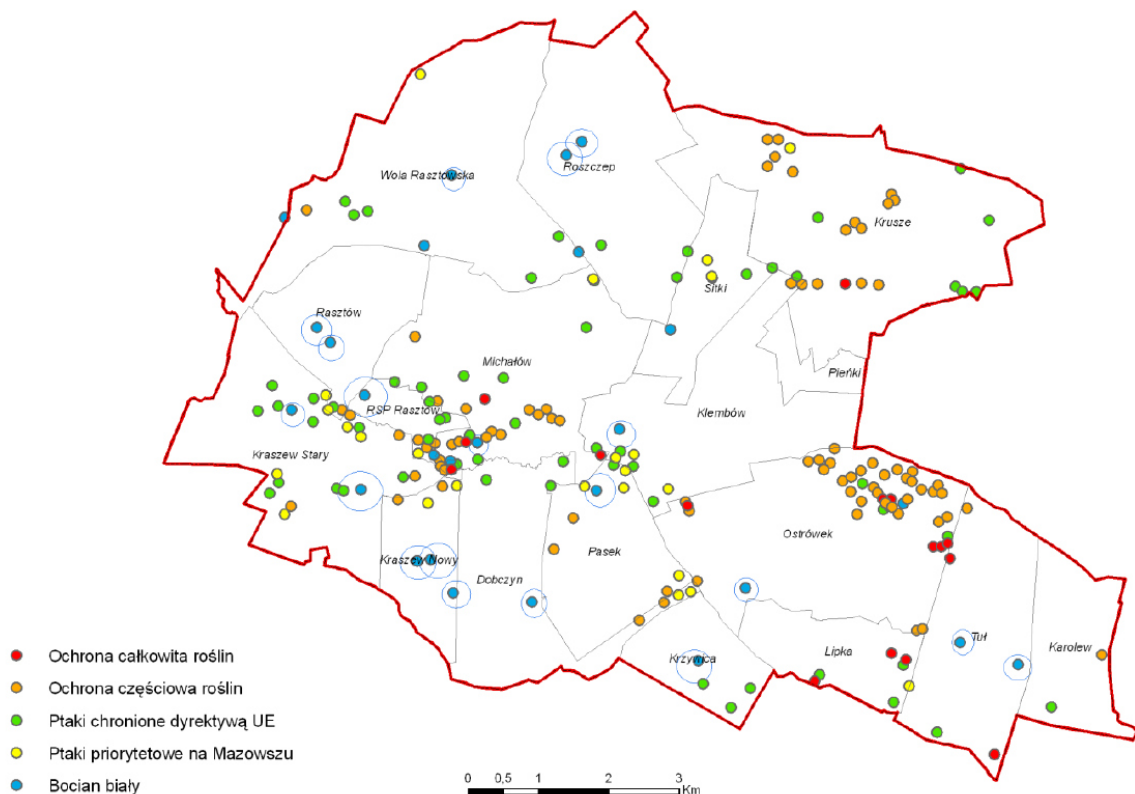 Roszczep
Wola Rasztowska
Krusze
Sitki
Rasztów
Michałów
Pieńki
RSP Rasztów
Klembów
Kraszew Stary
Ostrówek
Pasek
Kraszew Nowy
Dobczyn
Tuł
Karolew
Lipka
Krzywica
Ochrona całkowita roślin
Ochrona częściowa roślin
Ptaki chronione dyrektywą UE
Ptaki priorytetowe na Mazowszu
Bocian biały
0 0,5 1 2 3
Km